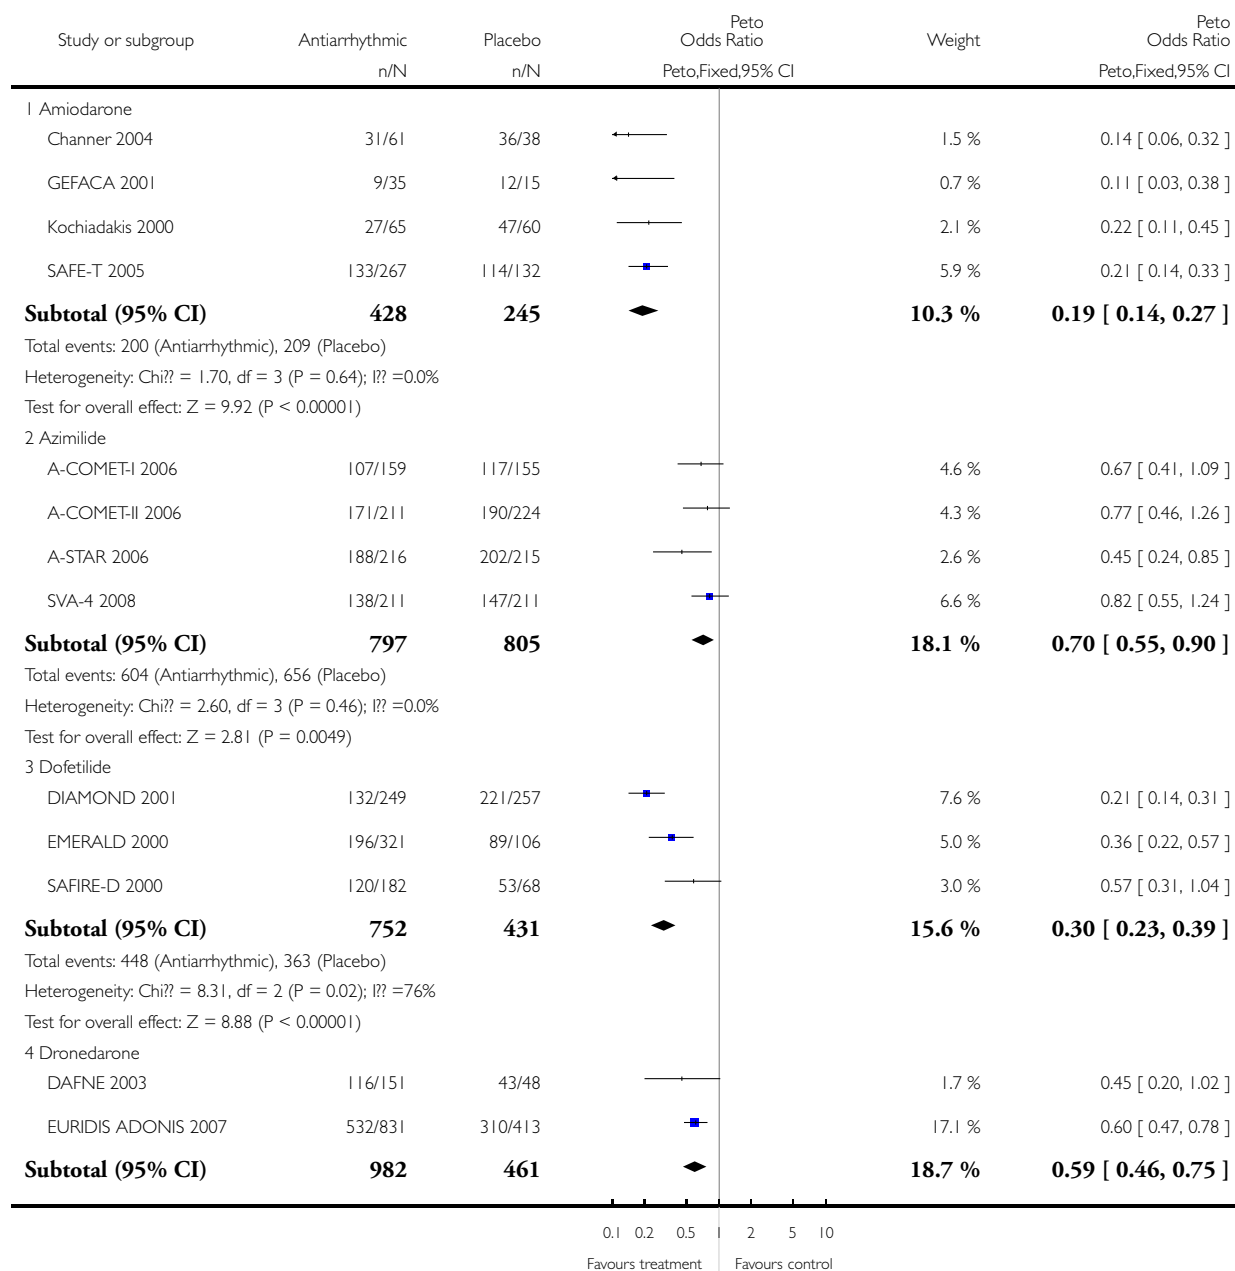 Peto
Peto
Study or subgroup Antiarrhythmic Placebo Odds Ratio Weight Odds Ratio
n/N n/N Peto,Fixed,95% CI Peto,Fixed,95% CI
1 Amiodarone
Channer 2004 31/61 36/38 1.5 % 0.14 [ 0.06, 0.32 ]
GEFACA 2001 9/35 12/15 0.7 % 0.11 [ 0.03, 0.38 ]
Kochiadakis 2000 27/65 47/60 2.1 % 0.22 [ 0.11, 0.45 ]
SAFE-T 2005 133/267 114/132 5.9 % 0.21 [ 0.14, 0.33 ]
Subtotal (95% CI) 428 245 10.3 % 0.19 [ 0.14, 0.27 ]
Total events: 200 (Antiarrhythmic), 209 (Placebo)
Heterogeneity: Chi?? = 1.70, df = 3 (P = 0.64); I?? =0.0%
Test for overall effect: Z = 9.92 (P < 0.00001)
2 Azimilide
A-COMET-I 2006 107/159 117/155 4.6 % 0.67 [ 0.41, 1.09 ]
A-COMET-II 2006 171/211 190/224 4.3 % 0.77 [ 0.46, 1.26 ]
A-STAR 2006 188/216 202/215 2.6 % 0.45 [ 0.24, 0.85 ]
SVA-4 2008 138/211 147/211 6.6 % 0.82 [ 0.55, 1.24 ]
Subtotal (95% CI) 797 805 18.1 % 0.70 [ 0.55, 0.90 ]
Total events: 604 (Antiarrhythmic), 656 (Placebo)
Heterogeneity: Chi?? = 2.60, df = 3 (P = 0.46); I?? =0.0%
Test for overall effect: Z = 2.81 (P = 0.0049)
3 Dofetilide
DIAMOND 2001 132/249 221/257 7.6 % 0.21 [ 0.14, 0.31 ]
EMERALD 2000 196/321 89/106 5.0 % 0.36 [ 0.22, 0.57 ]
SAFIRE-D 2000 120/182 53/68 3.0 % 0.57 [ 0.31, 1.04 ]
Subtotal (95% CI) 752 431 15.6 % 0.30 [ 0.23, 0.39 ]
Total events: 448 (Antiarrhythmic), 363 (Placebo)
Heterogeneity: Chi?? = 8.31, df = 2 (P = 0.02); I?? =76%
Test for overall effect: Z = 8.88 (P < 0.00001)
4 Dronedarone
DAFNE 2003 116/151 43/48 1.7 % 0.45 [ 0.20, 1.02 ]
EURIDIS ADONIS 2007 532/831 310/413 17.1 % 0.60 [ 0.47, 0.78 ]
Subtotal (95% CI) 982 461 18.7 % 0.59 [ 0.46, 0.75 ]
0.1 0.2 0.5 1 2 5 10
Favours treatment Favours control